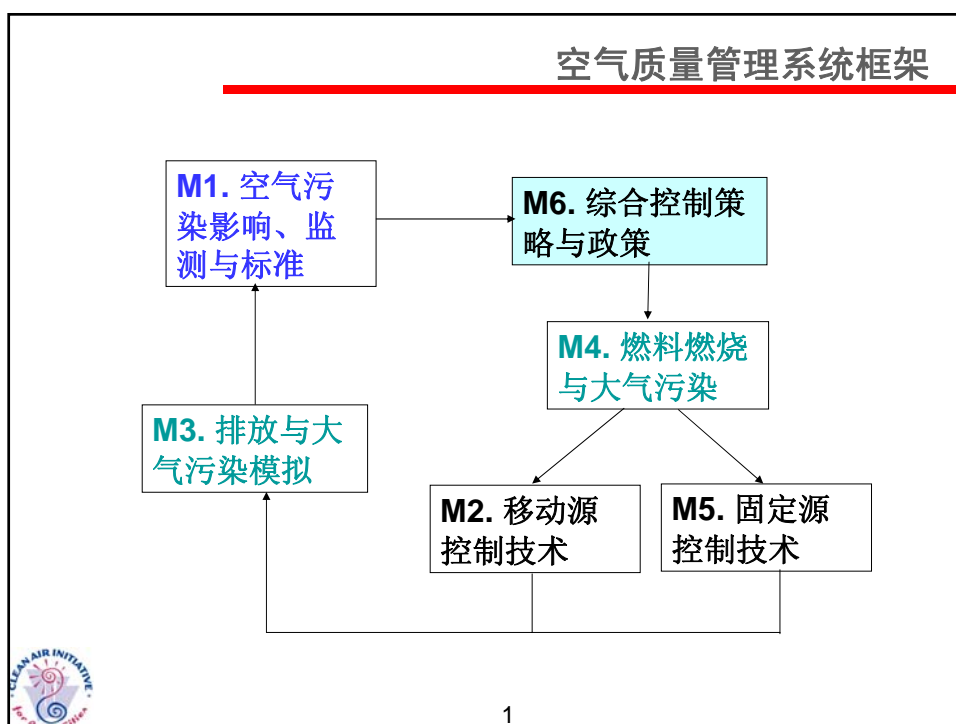 空气质量管理系统框架
M1. 空气污
染影响、监
测与标准
M6. 综合控制策
略与政策
M4. 燃料燃烧
与大气污染
M3. 排放与大
气污染模拟
M2. 移动源
控制技术
M5. 固定源
控制技术
CLEAN AIR INITIATIVE
1